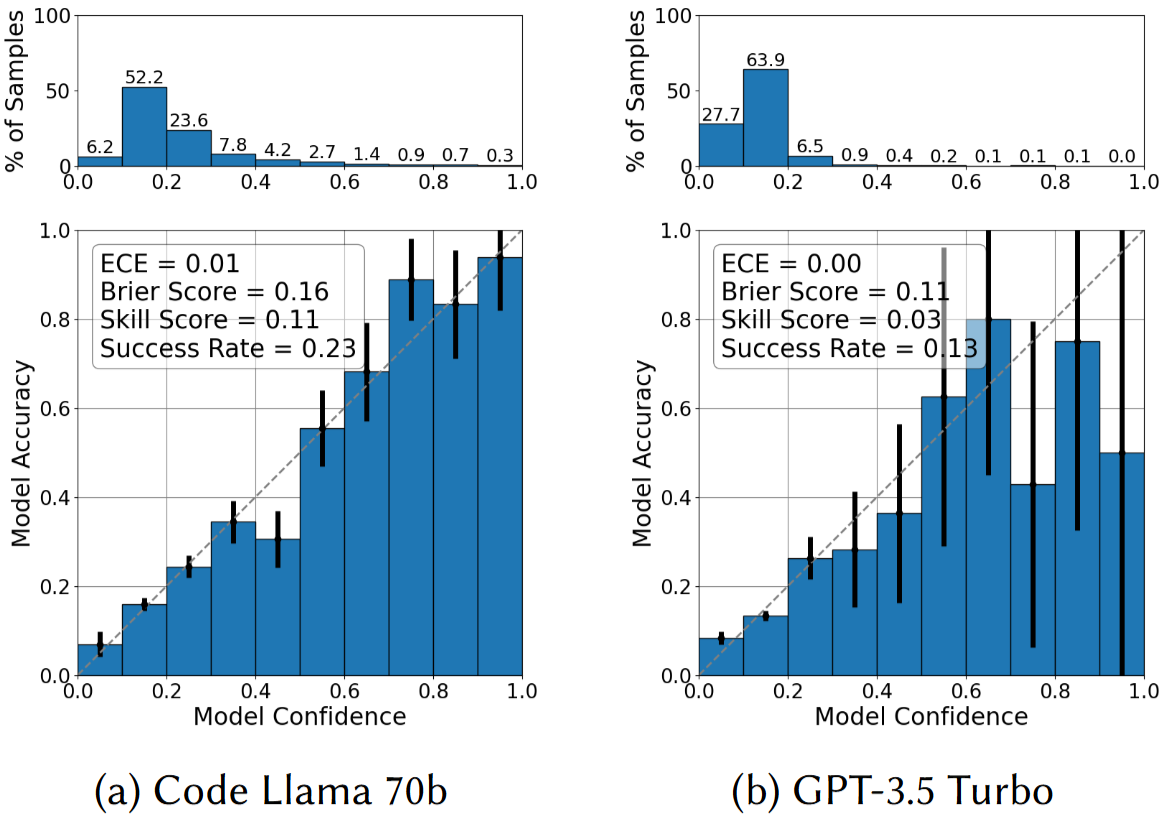 % of Samples
100
50
0
6.2
52.2
23.6
7.8
4.2
2.7
1.4
0.9
0.7
0.3
0.0 0.2 0.4 0.6 0.8 1.0
Model Accuracy
1.0
0.8
0.6
0.4
0.2
0.0
ECE = 0.01
Brier Score = 0.16
Skill Score = 0.11
Success Rate = 0.23
0.0 0.2 0.4 0.6 0.8 1.0
Model Confidence
(a) Code Llama 70b
% of Samples
100
50
0
27.7
63.9
6.5
0.9
0.4
0.2
0.1
0.1
0.1
0.0
0.0 0.2 0.4 0.6 0.8 1.0
Model Accuracy
1.0
0.8
0.6
0.4
0.2
0.0
ECE = 0.00
Brier Score = 0.11
Skill Score = 0.03
Success Rate = 0.13
0.0 0.2 0.4 0.6 0.8 1.0
Model Confidence
(b) GPT-3.5 Turbo